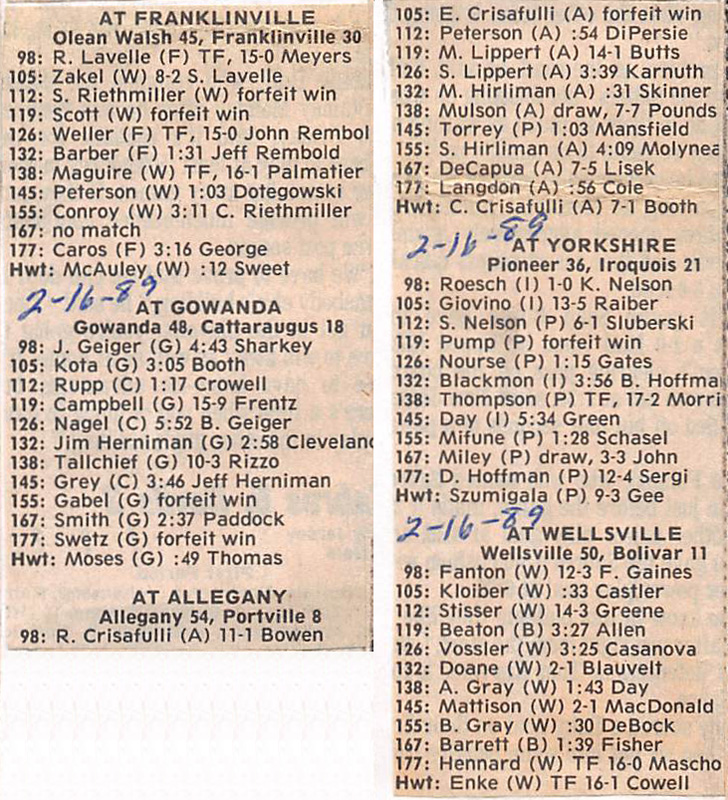 AT FRANKLINVILLE
Olean Walsh 45, Franklinville 30
98: R. Lavelle (F) TF, 15-0 Meyers
105: Zakel (W) 8-2 S. Lavelle
112: S. Riethmiller (W) forfeit win
119: Scott (W) forfeit win
126: Weller (F) TF, 15-0 John Rembol
132: Barber (F) 1:31 Jeff Rembold
138: Maguire (W) TF, 16-1 Palmatier
145: Peterson (W) 1:03 Dotegowski
155: Conroy (W) 3:11 C. Riethmiller
167: no match
177: Caros (F) 3:16 George
Hwt: McAuley (W) :12 Sweet
2-16-89
AT GOWANDA
Gowanda 48, Cattaraugus 18
98: J. Geiger (G) 4:43 Sharkey
105: Kota (G) 3:05 Booth
112: Rupp (C) 1:17 Crowell
119: Campbell (G) 15-9 Frentz
126: Nagel (C) 5:52 B. Geiger
132: Jim Herniman (G) 2:58 Cleveland
138: Tallchief (G) 10-3 Rizzo
145: Grey (C) 3:46 Jeff Herniman
155: Gabel (G) forfeit win
167: Smith (G) 2:37 Paddock
177: Swetz (G) forfeit win
Hwt: Moses (G) :49 Thomas
AT ALLEGANY
Allegany 54, Portville 8
98: R. Crisafulli (A) 11-1 Bowen
105: E. Crisafulli (A) forfeit win
112: Peterson (A) :54 DiPersie
119: M. Lippert (A) 14-1 Butts
126: S. Lippert (A) 3:39 Karnuth
132: M. Hirliman (A) :31 Skinner
138: Mulson (A) draw, 7-7 Pounds
145: Torrey (P) 1:03 Mansfield
155: S. Hirliman (A) 4:09 Molynea
167: DeCapua (A) 7-5 Lisek
177: Langdon (A) :56 Cole
Hwt: C. Crisafulli (A) 7-1 Booth
2-16-89
AT YORKSHIRE
Pioneer 36, Iroquois 21
98: Roesch (I) 1-0 K. Nelson
105: Giovino (I) 13-5 Raiber
112: S. Nelson (P) 6-1 Sluberski
119: Pump (P) forfeit win
126: Nourse (P) 1:15 Gates
132: Blackmon (I) 3:56 B. Hoffma
138: Thompson (P) TF, 17-2 Morri
145: Day (I) 5:34 Green
155: Mifune (P) 1:28 Schasel
167: Miley (P) draw, 3-3 John
177: D. Hoffman (P) 12-4 Sergi
Hwt: Szumigala (P) 9-3 Gee
2-16-89
AT WELLSVILLE
Wellsville 50, Bolivar 11
98: Fanton (W) 12-3 F. Gaines
105: Kloiber (W) :33 Castler
112: Stisser (W) 14-3 Greene
119: Beaton (B) 3:27 Allen
126: Vossler (W) 3:25 Casanova
132: Doane (W) 2-1 Blauvelt
138: A. Gray (W) 1:43 Day
145: Mattison (W) 2-1 MacDonald
155: B. Gray (W) :30 DeBock
167: Barrett (B) 1:39 Fisher
177: Hennard (W) TF 16-0 Mascho
Hwt: Enke (W) TF 16-1 Cowell